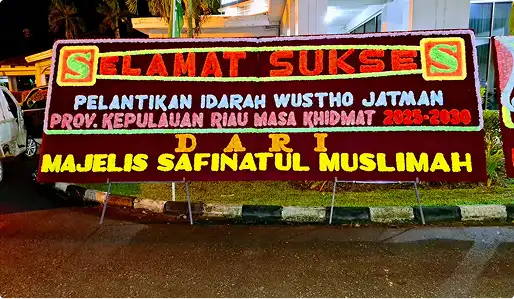 SELAMAT SUKSES
PELANTIKAN IDARAH WUSTHO JATMAN
PROV. KEPULAUAN RIAU MASA KHIDMAT 2025-2030
DARI
MAJELIS SAFINATUL MUSLIMAH